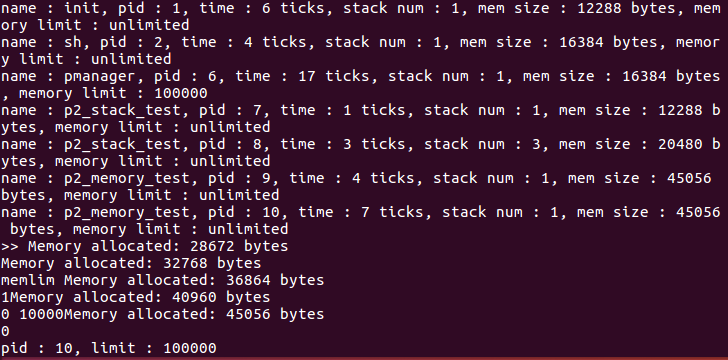 name : init, pid : 1, time : 6 ticks, stack num : 1, mem size : 12288 bytes, mem
ory limit : unlimited
name : sh, pid : 2, time : 4 ticks, stack num : 1, mem size : 16384 bytes, memor
y limit : unlimited
name : pmanager, pid : 6, time : 17 ticks, stack num : 1, mem size : 16384 bytes
, memory limit : 100000
name : p2_stack_test, pid : 7, time : 1 ticks, stack num : 1, mem size : 12288 b
ytes, memory limit : unlimited
name : p2_stack_test, pid : 8, time : 3 ticks, stack num : 3, mem size : 20480 b
ytes, memory limit : unlimited
name : p2_memory_test, pid : 9, time : 4 ticks, stack num : 1, mem size : 45056
bytes, memory limit : unlimited
name : p2_memory_test, pid : 10, time : 7 ticks, stack num : 1, mem size : 45056
bytes, memory limit : unlimited
>> Memory allocated: 28672 bytes
Memory allocated: 32768 bytes
memlim Memory allocated: 36864 bytes
1Memory allocated: 40960 bytes
0 10000Memory allocated: 45056 bytes
0
pid : 10, limit : 100000